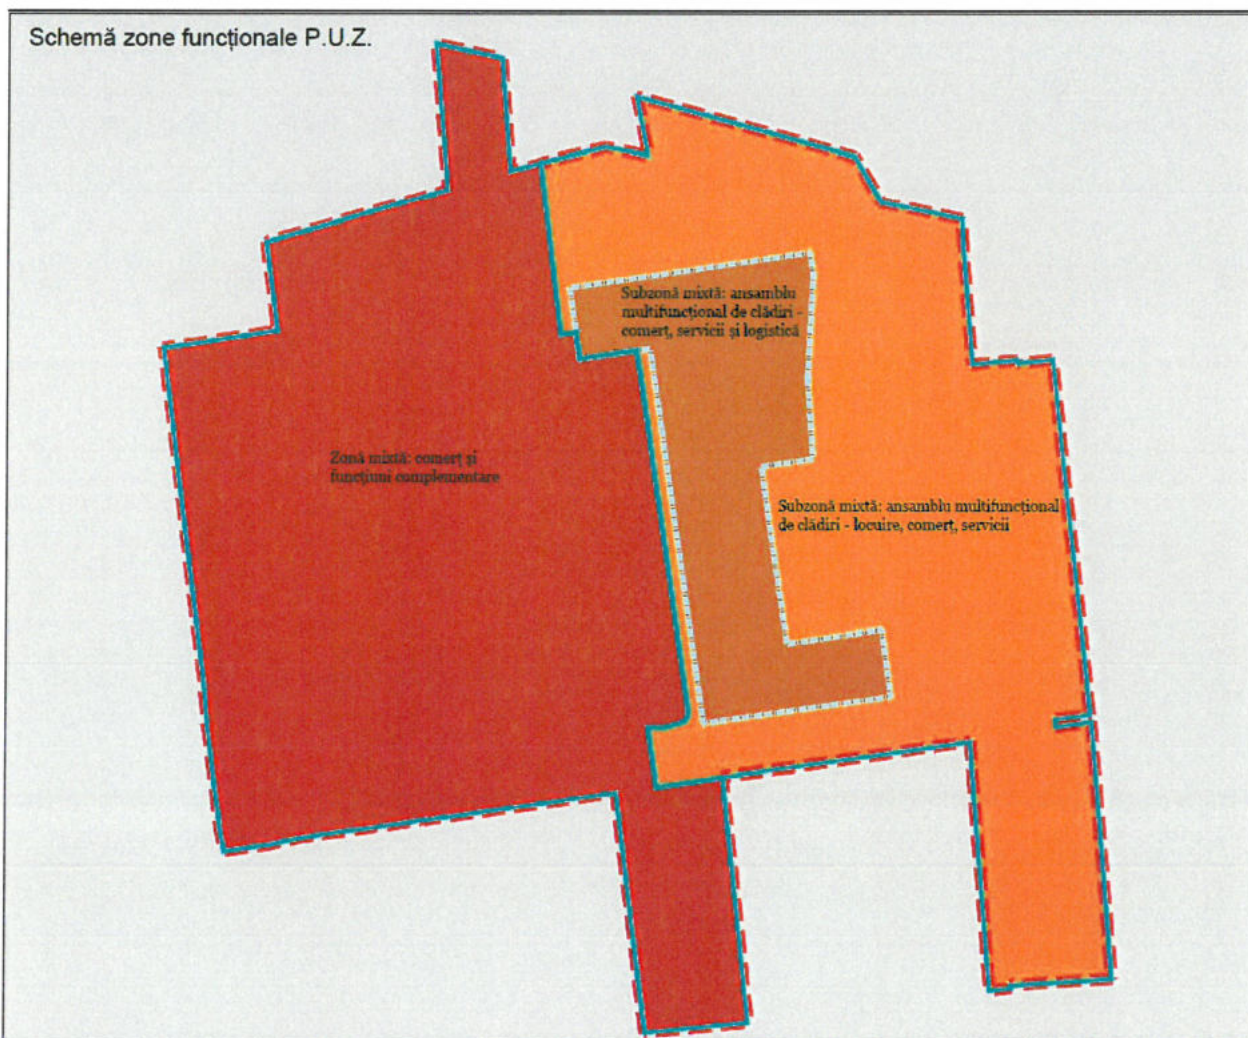 Schemă zone funcționale P.U.Z.
Subzonă mixtă: ansamblu
multifuncțional de clădiri -
comerț, servicii și logistică
Zonă mixtă: comerț și
funcțiuni complementare
Subzonă mixtă: ansamblu multifuncțional
de clădiri - locuire, comerț, servicii